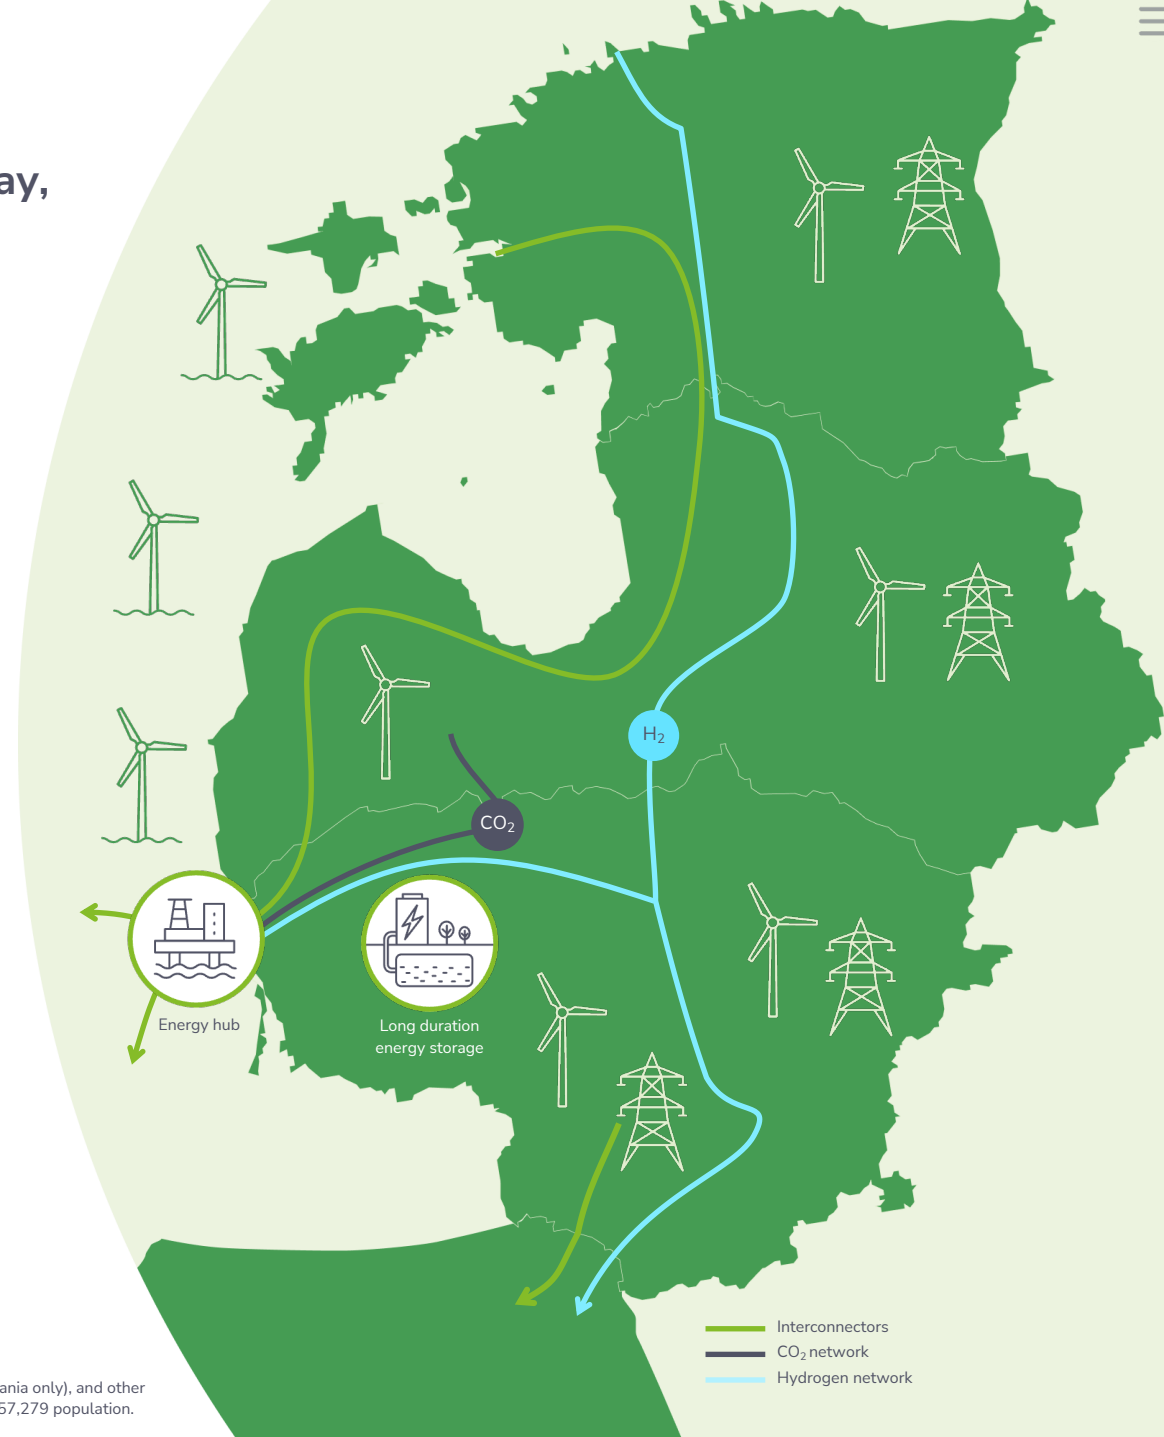 ay,
H₂
CO₂
Energy hub
Long duration
energy storage
Interconnectors
CO₂ network
Hydrogen network
ania only), and other
57,279 population.